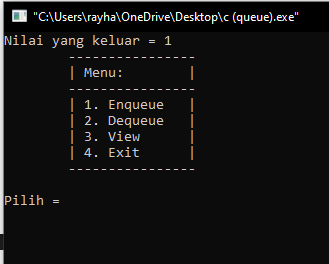 "C:\Users\rayha\OneDrive\Desktop\c (queue).exe"
Nilai yang keluar = 1
----------------
| Menu: |
----------------
| 1. Enqueue |
| 2. Dequeue |
| 3. View |
| 4. Exit |
----------------
Pilih =